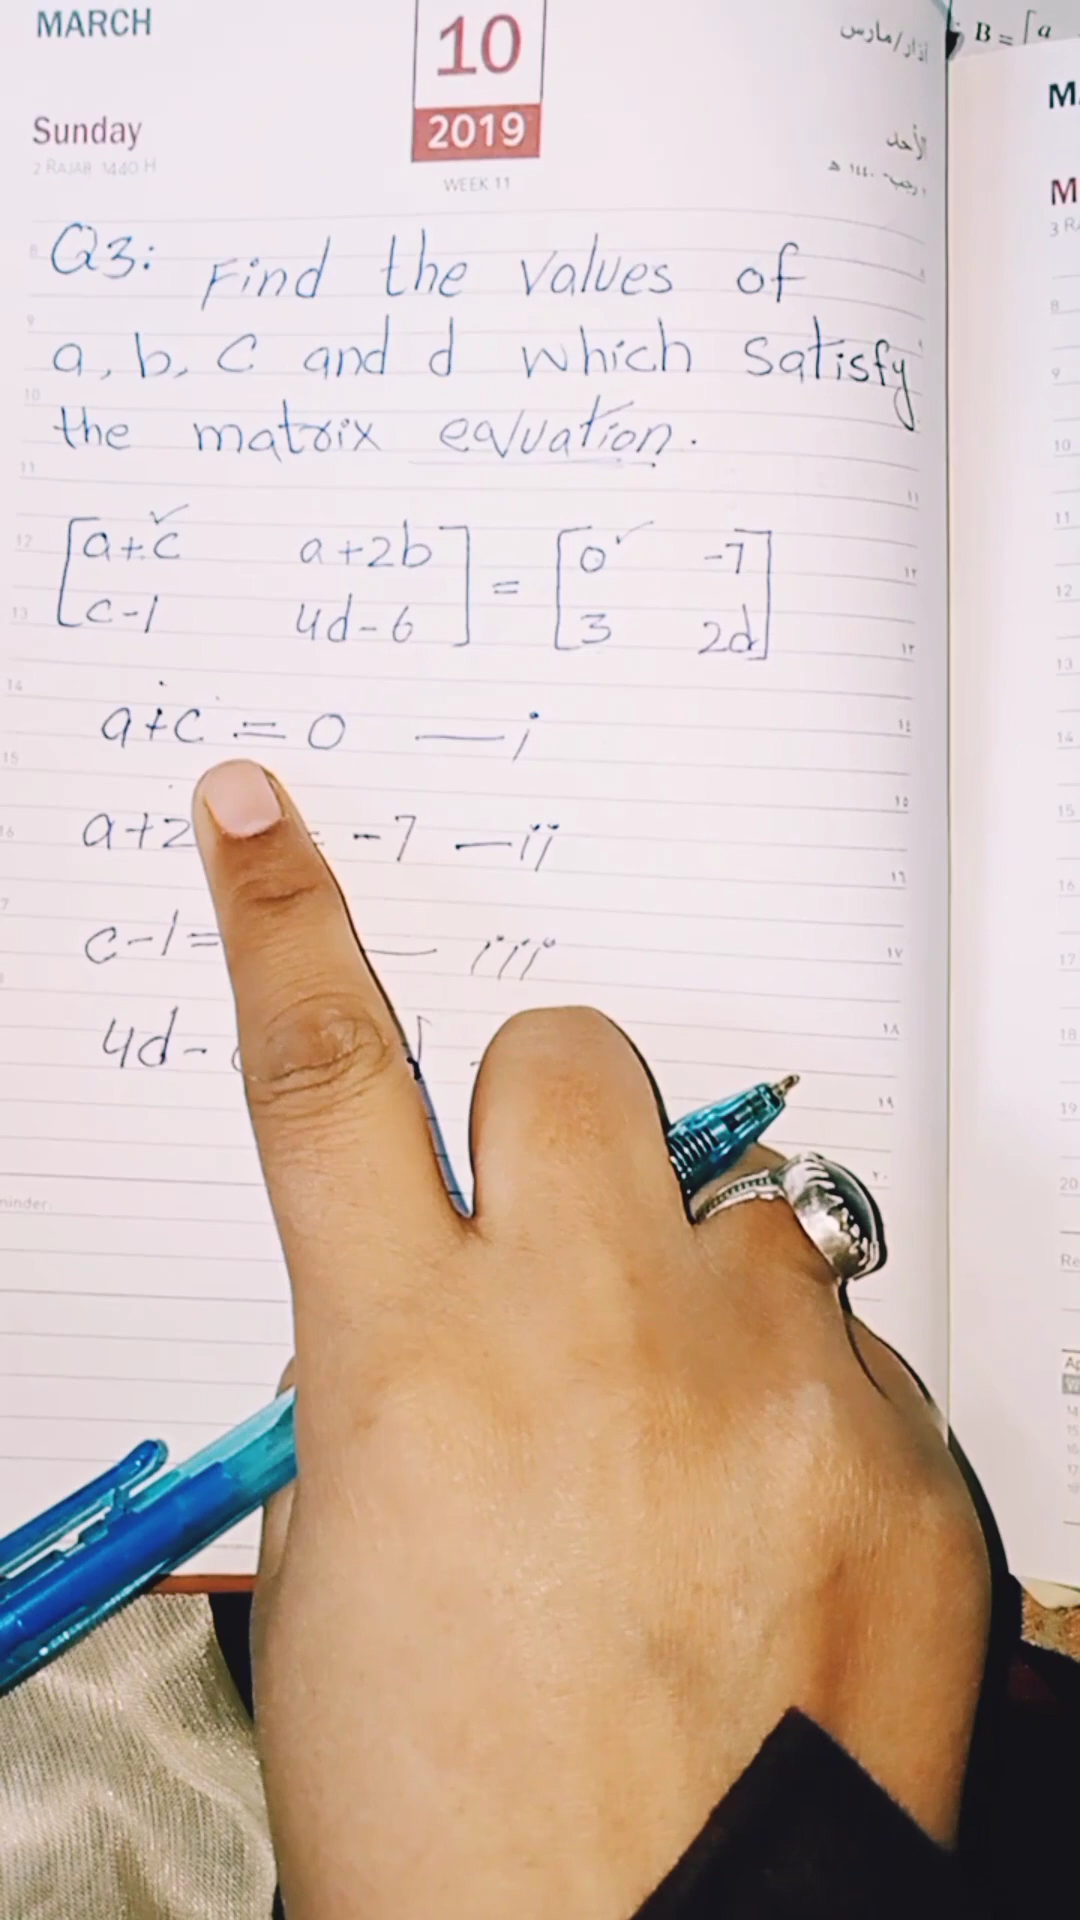 MARCH
10
آذار/مارس
B = [a
Sunday
2019
الأحد
2 RAJAB 1440 H
WEEK 11
Q3: Find the values of
a, b, c and d which satisfy
the matrix equation.
[a+c a+2b] = [0 -7]
[c-1 4d-6] [3 2d]
a+c = 0 — i
a+2 = -7 — ii
c-1 = — iii
4d-